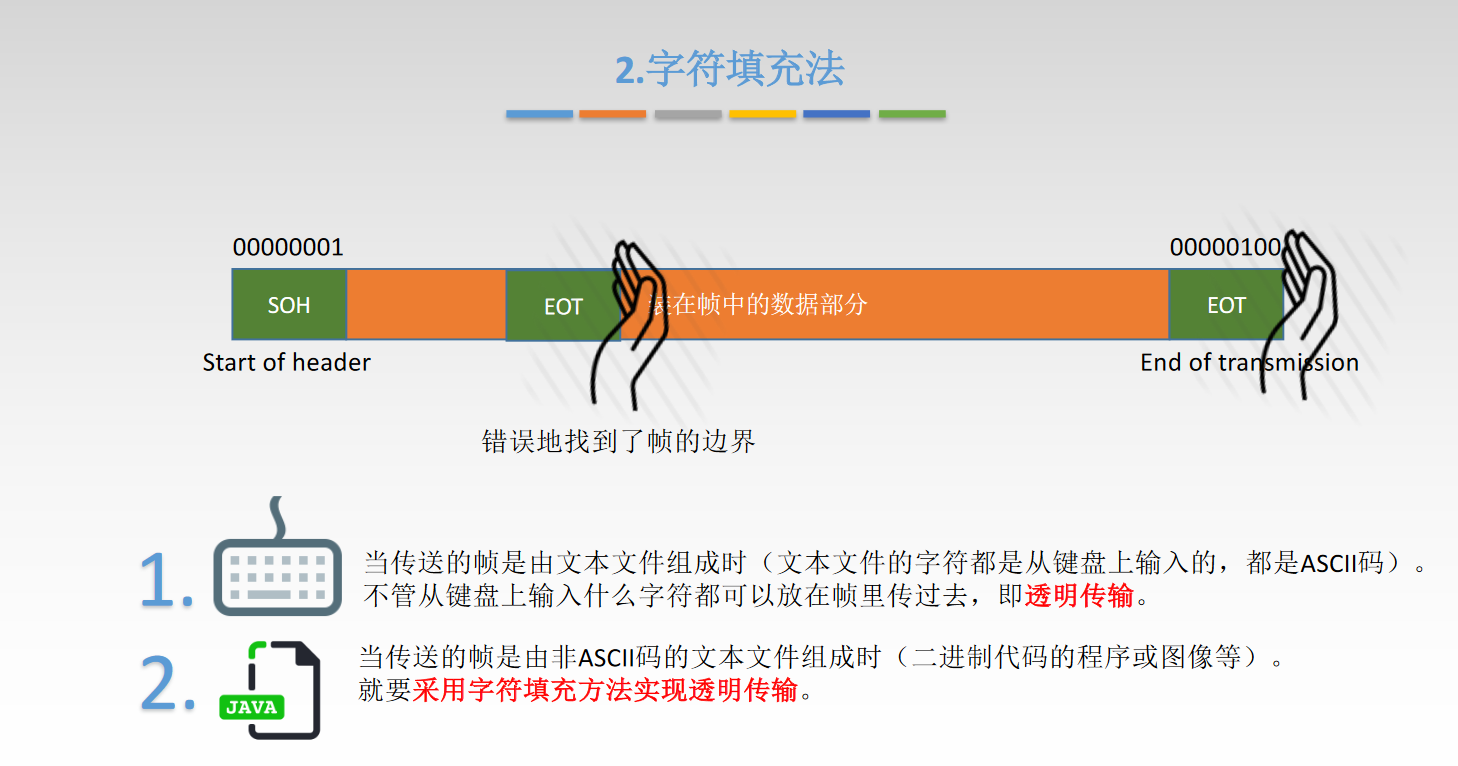 2.字符填充法
00000001
00000100
SOH
EOT
装在帧中的数据部分
EOT
Start of header
End of transmission
错误地找到了帧的边界
1.
当传送的帧是由文本文件组成时（文本文件的字符都是从键盘上输入的，都是ASCII码）。
不管从键盘上输入什么字符都可以放在帧里传过去，即透明传输。
2.
JAVA
当传送的帧是由非ASCII码的文本文件组成时（二进制代码的程序或图像等）。
就要采用字符填充方法实现透明传输。